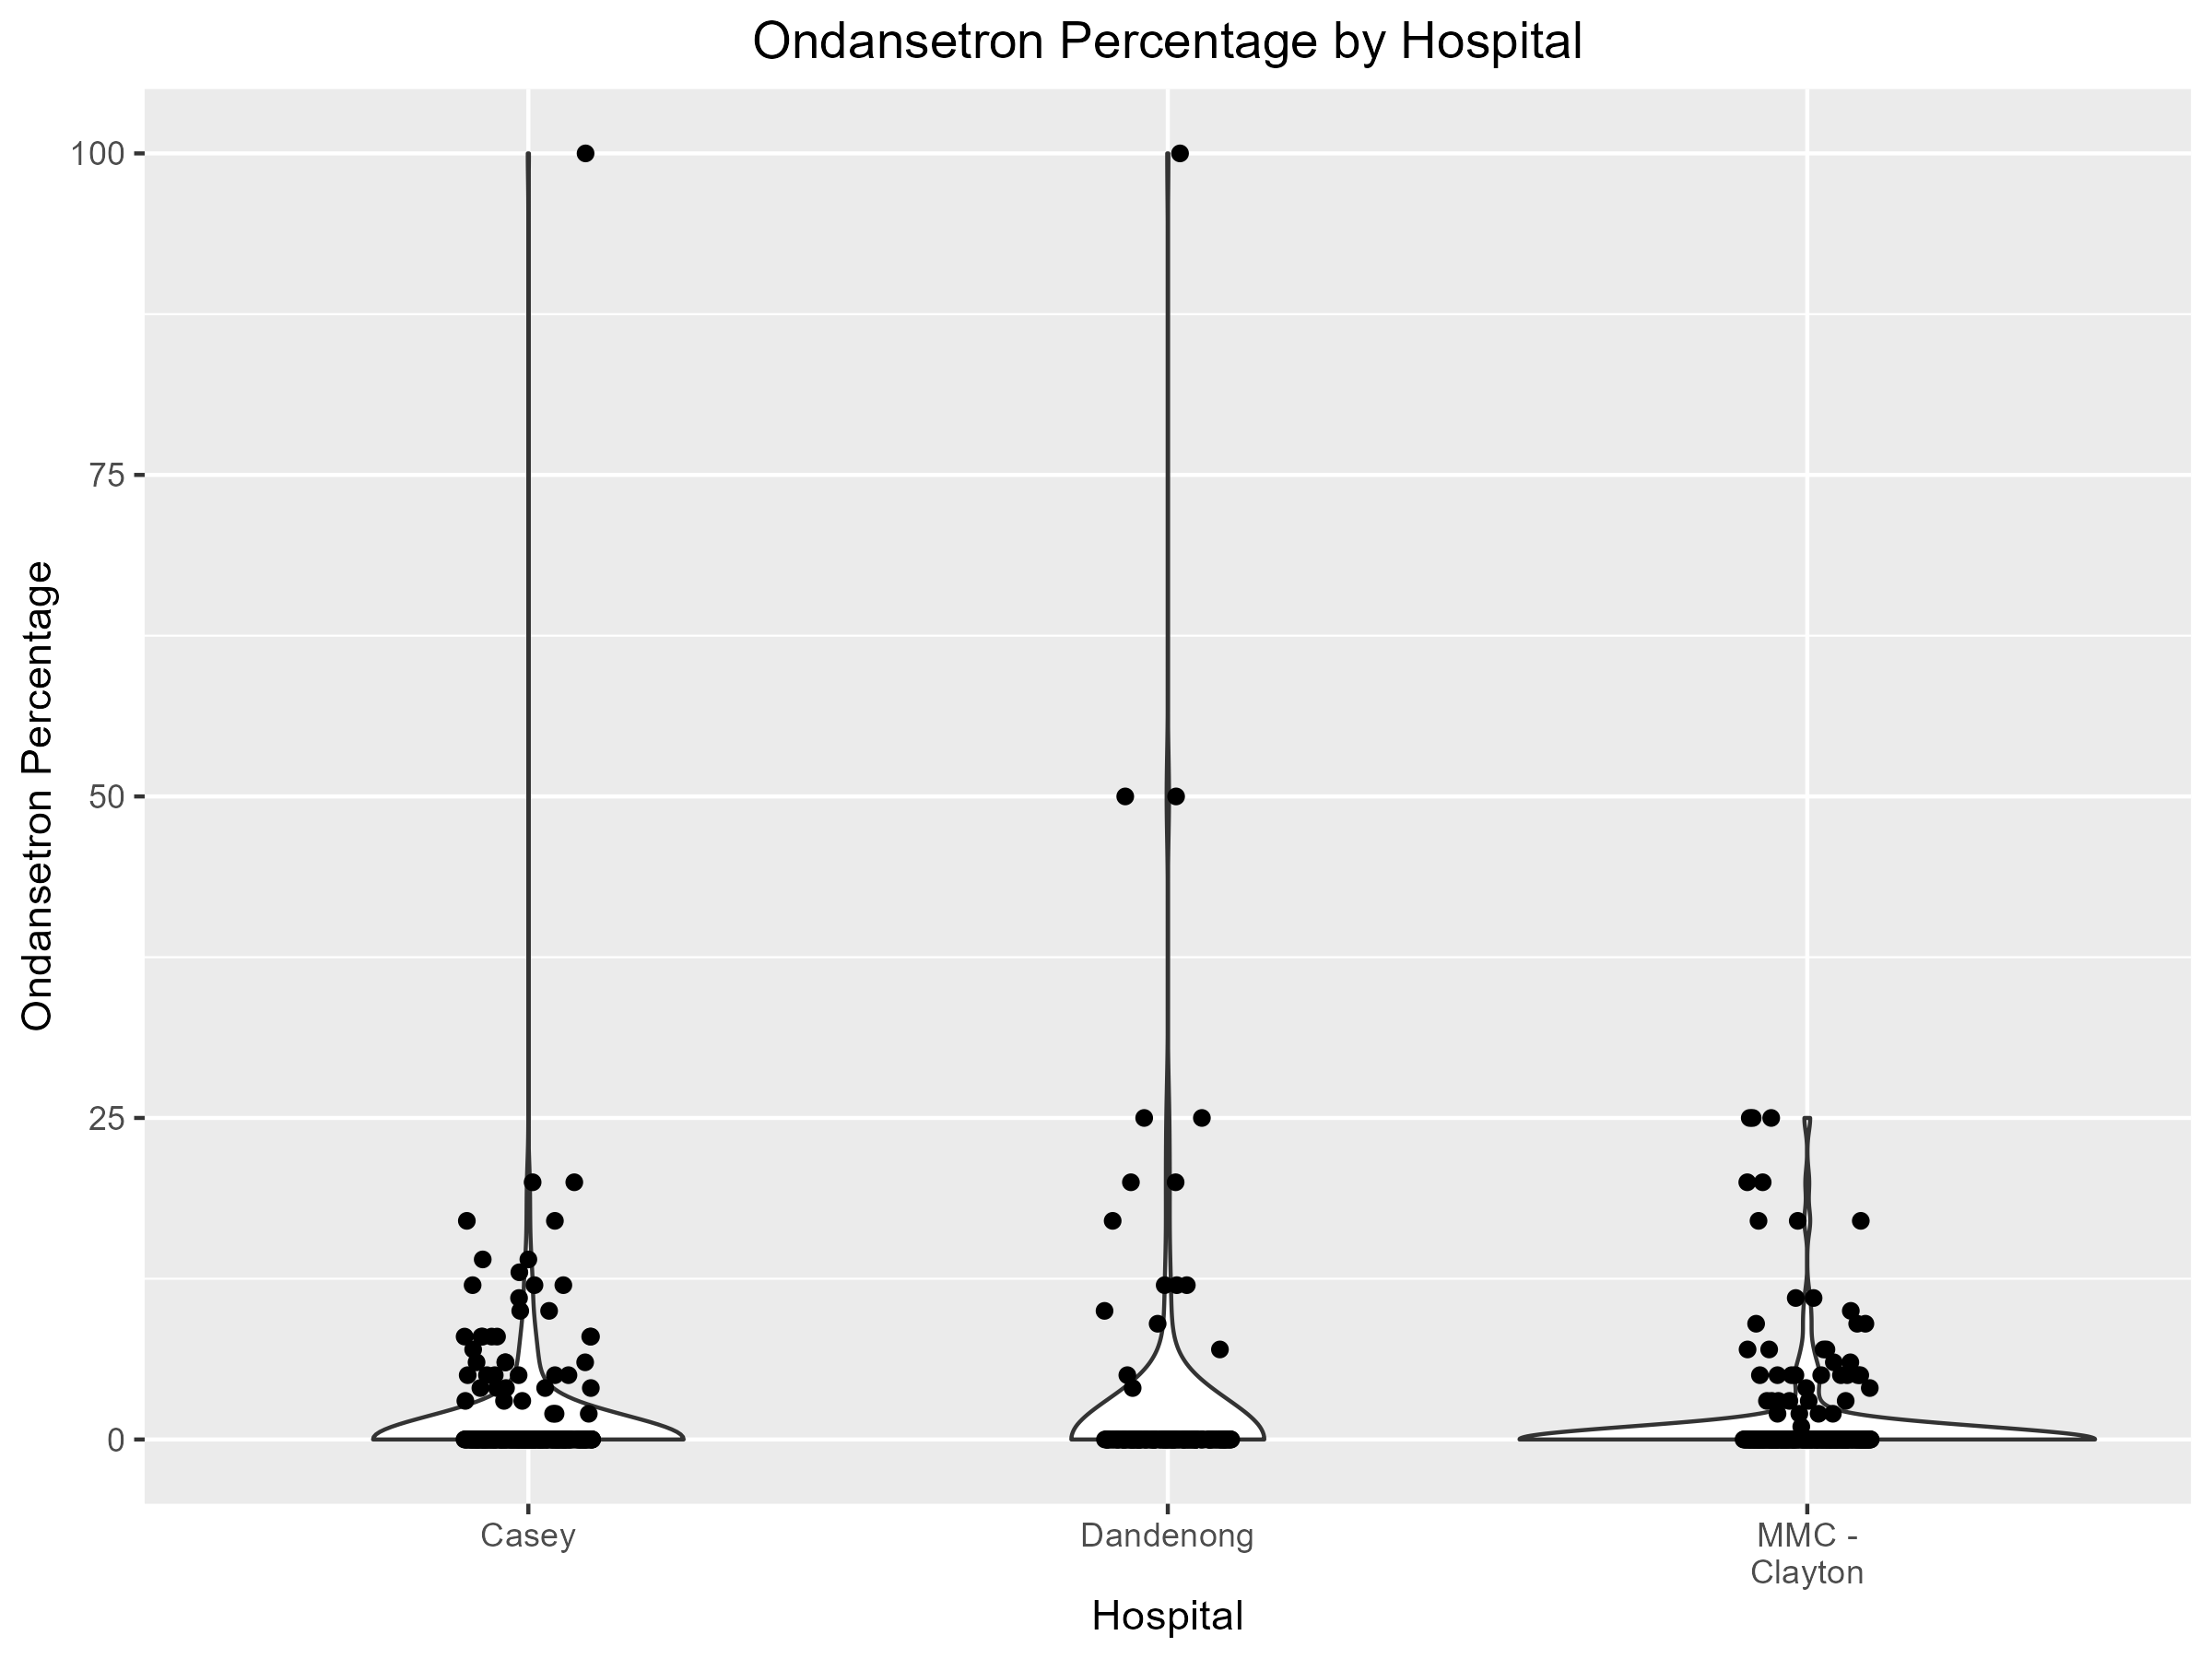 Ondansetron Percentage by Hospital
Ondansetron Percentage
100
75
50
25
0
Casey
Dandenong
MMC -
Clayton
Hospital